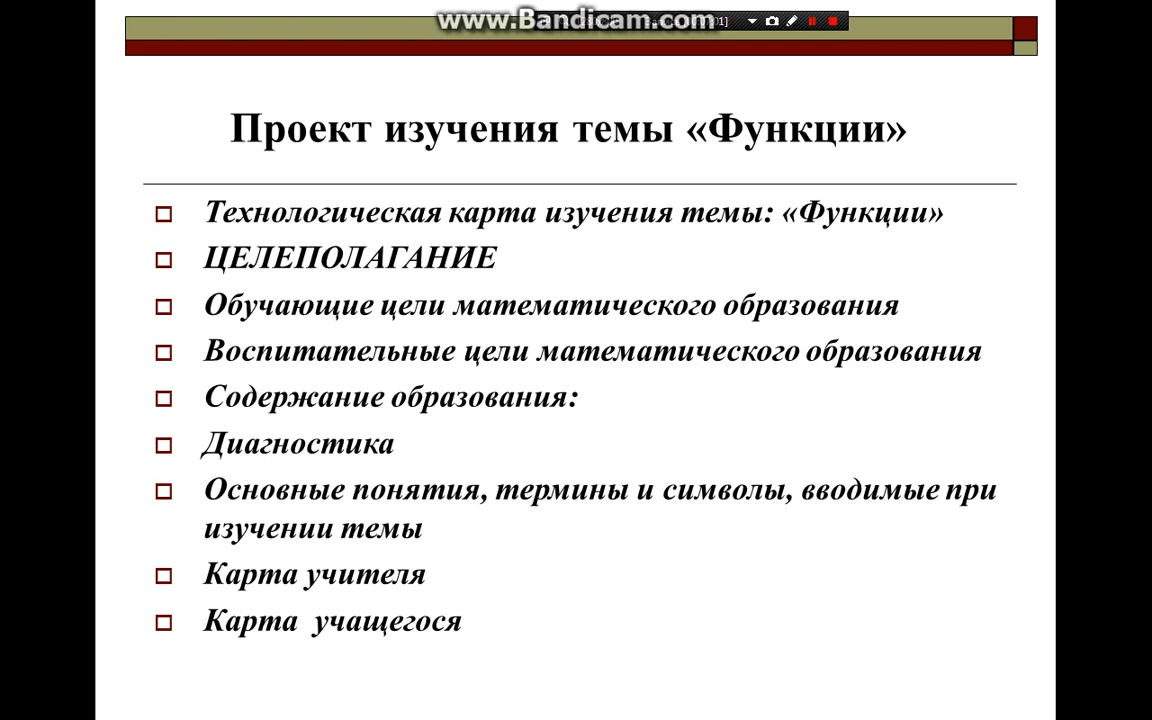 www.Bandicam.com
Проект изучения темы «Функции»
Технологическая карта изучения темы: «Функции»
ЦЕЛЕПОЛАГАНИЕ
Обучающие цели математического образования
Воспитательные цели математического образования
Содержание образования:
Диагностика
Основные понятия, термины и символы, вводимые при
изучении темы
Карта учителя
Карта учащегося